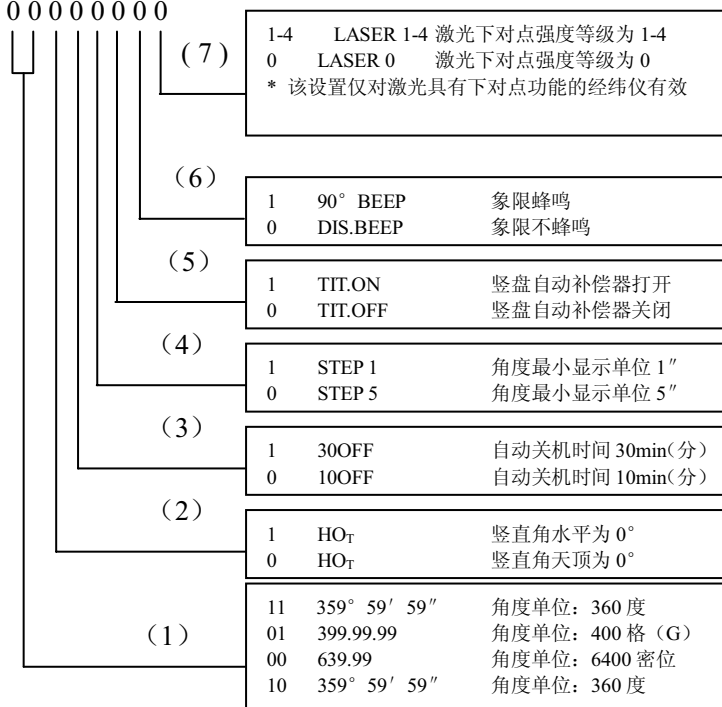 0 0 0 0 0 0 0 0
(7)
1-4 LASER 1-4 激光下对点强度等级为 1-4
0 LASER 0 激光下对点强度等级为 0
* 该设置仅对激光具有下对点功能的经纬仪有效
（6）
1 90° BEEP 象限蜂鸣
0 DIS.BEEP 象限不蜂鸣
（5）
1 TIT.ON 竖盘自动补偿器打开
0 TIT.OFF 竖盘自动补偿器关闭
（4）
1 STEP 1 角度最小显示单位 1″
0 STEP 5 角度最小显示单位 5″
（3）
1 30OFF 自动关机时间 30min（分）
0 10OFF 自动关机时间 10min（分）
（2）
1 HO_T 竖直角水平为 0°
0 HO_T 竖直角天顶为 0°
（1）
11 359° 59′ 59″ 角度单位：360 度
01 399.99.99 角度单位：400 格（G）
00 639.99 角度单位：6400 密位
10 359° 59′ 59″ 角度单位：360 度